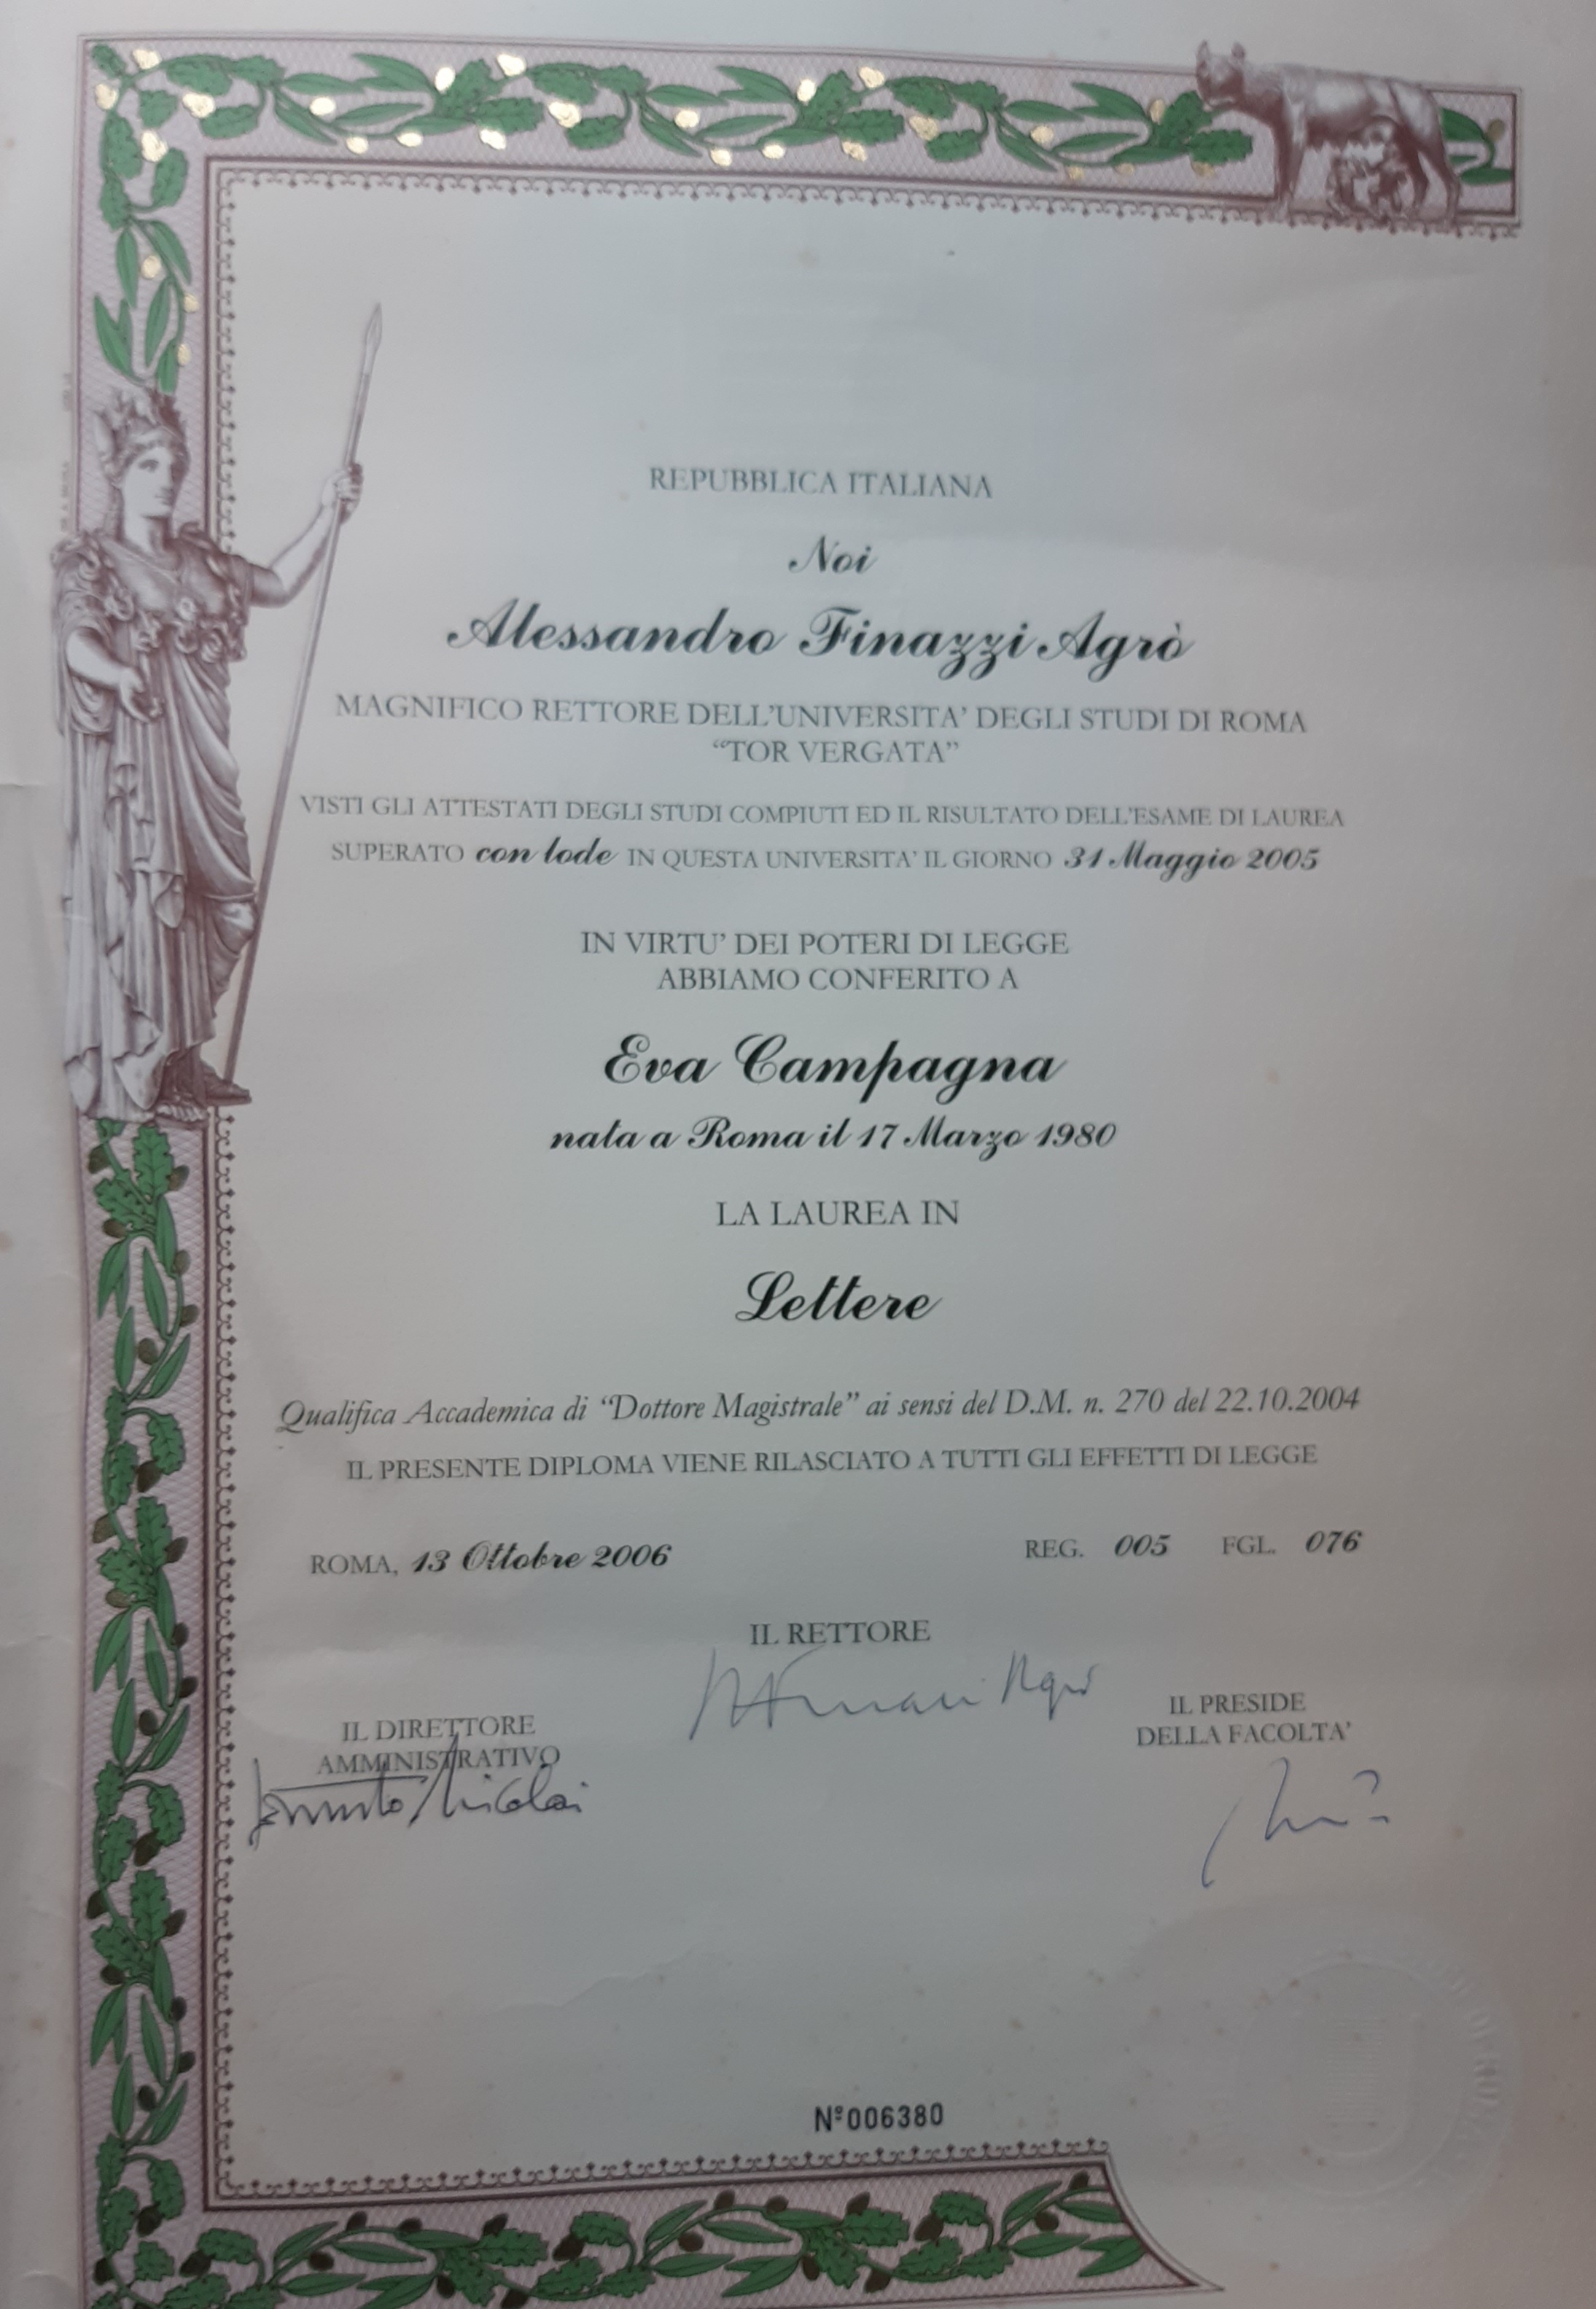 REPUBBLICA ITALIANA
Noi
Alessandro Finazzi Agrò
MAGNIFICO RETTORE DELL'UNIVERSITA' DEGLI STUDI DI ROMA
“TOR VERGATA”
VISTI GLI ATTESTATI DEGLI STUDI COMPIUTI ED IL RISULTATO DELL'ESAME DI LAUREA
SUPERATO con lode IN QUESTA UNIVERSITA' IL GIORNO 31 Maggio 2005
IN VIRTU' DEI POTERI DI LEGGE
ABBIAMO CONFERITO A
Eva Campagna
nata a Roma il 17 Marzo 1980
LA LAUREA IN
Lettere
Qualifica Accademica di “Dottore Magistrale” ai sensi del D.M. n. 270 del 22.10.2004
IL PRESENTE DIPLOMA VIENE RILASCIATO A TUTTI GLI EFFETTI DI LEGGE
ROMA, 13 Ottobre 2006 REG. 005 FGL. 076
IL RETTORE
IL DIRETTORE
AMMINISTRATIVO
IL PRESIDE
DELLA FACOLTA'
Nº006380